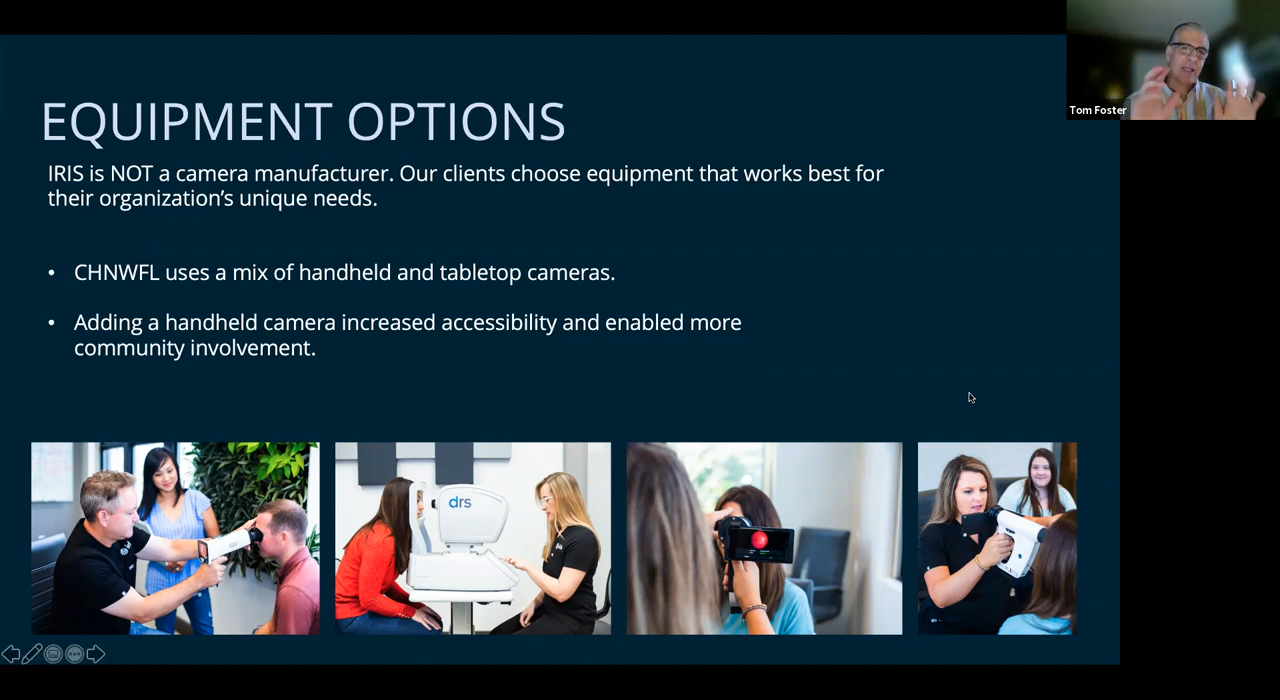 Tom Foster
EQUIPMENT OPTIONS
IRIS is NOT a camera manufacturer. Our clients choose equipment that works best for
their organization’s unique needs.
• CHNWFL uses a mix of handheld and tabletop cameras.
• Adding a handheld camera increased accessibility and enabled more
community involvement.
drs